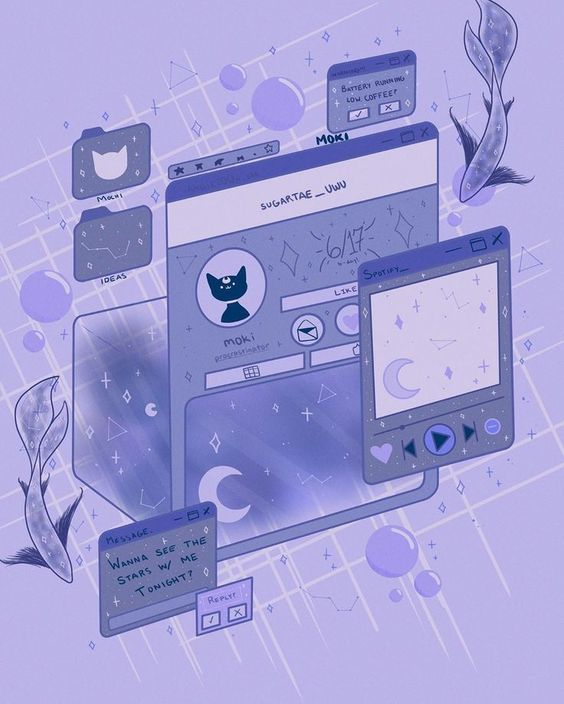 BATTERY RUNNING
LOW. COFFEE?
MOKI
SUGARTAE_UWU
MOCHI
6/17
LIKE
IDEAS
SPOTIFY_
moki
procrastinator
MESSAGE.
WANNA SEE THE
STARS W/ ME
TONIGHT?
REPLY?